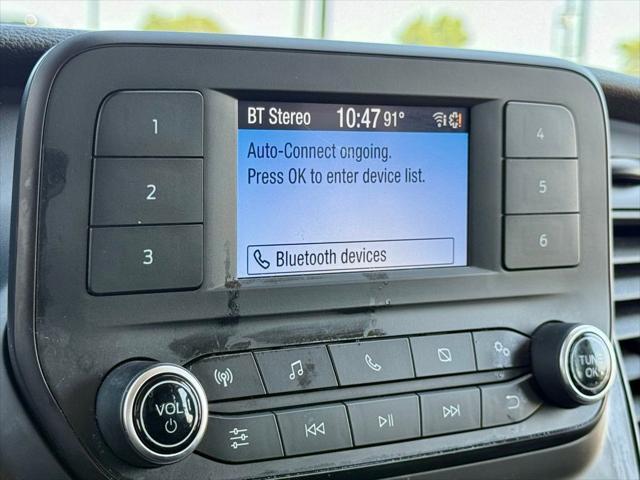 BT Stereo 10:47 91°
Auto-Connect ongoing.
Press OK to enter device list.
Bluetooth devices
1
2
3
4
5
6
VOL
TUNE
OK